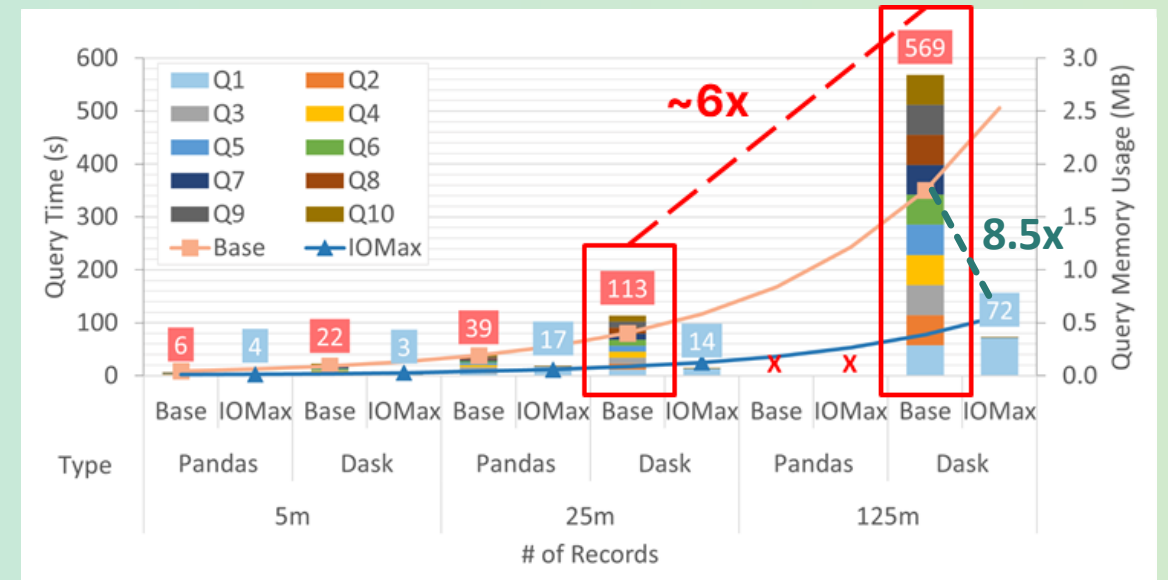 600
500
400
300
200
100
0
Query Time (s)
Q1 Q2
Q3 Q4
Q5 Q6
Q7 Q8
Q9 Q10
Base IOMax
~6x
8.5x
3.0
2.5
2.0
1.5
1.0
0.5
0.0
Query Memory Usage (MB)
6 4 22 3 39 17 113 14 X X 569 72
Base IOMax Base IOMax Base IOMax Base IOMax Base IOMax Base IOMax
Type Pandas Dask Pandas Dask Pandas Dask
5m 25m 125m
# of Records